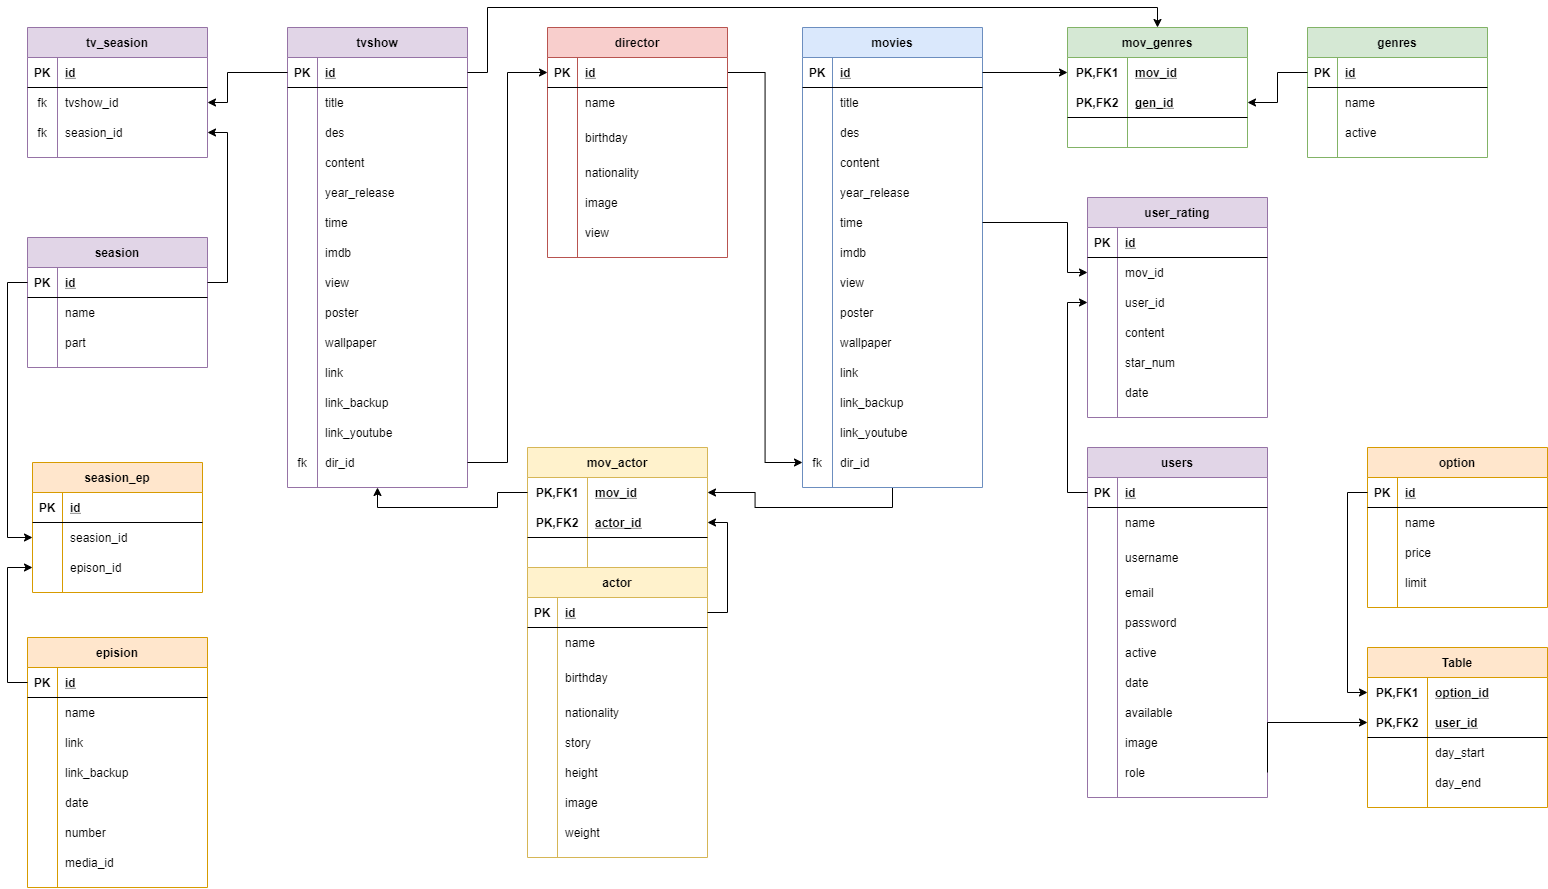 tv_seasion
PK id
fk tvshow_id
fk seasion_id
seasion
PK id
name
part
seasion_ep
PK id
seasion_id
epison_id
epision
PK id
name
link
link_backup
date
number
media_id
tvshow
PK id
title
des
content
year_release
time
imdb
view
poster
wallpaper
link
link_backup
link_youtube
fk dir_id
director
PK id
name
birthday
nationality
image
view
mov_actor
PK,FK1 mov_id
PK,FK2 actor_id
actor
PK id
name
birthday
nationality
story
height
image
weight
movies
PK id
title
des
content
year_release
time
imdb
view
poster
wallpaper
link
link_backup
link_youtube
fk dir_id
mov_genres
PK,FK1 mov_id
PK,FK2 gen_id
genres
PK id
name
active
user_rating
PK id
mov_id
user_id
content
star_num
date
users
PK id
name
username
email
password
active
date
available
image
role
option
PK id
name
price
limit
Table
PK,FK1 option_id
PK,FK2 user_id
day_start
day_end